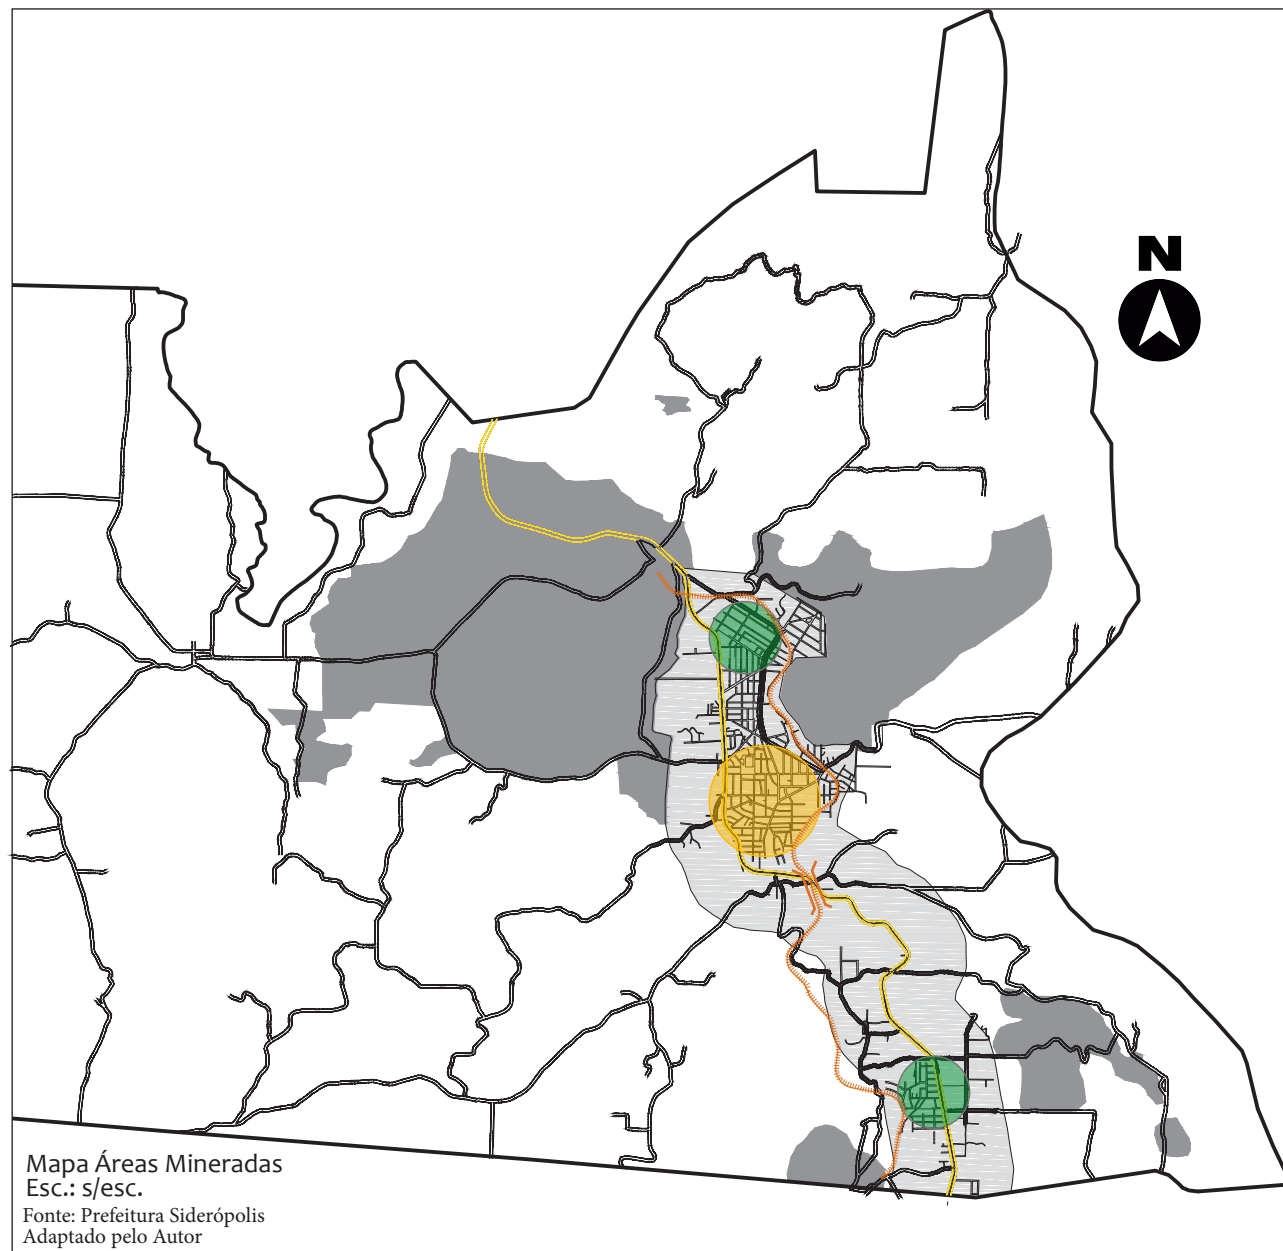 N
Mapa Áreas Mineradas
Esc.: s/esc.
Fonte: Prefeitura Siderópolis
Adaptado pelo Autor